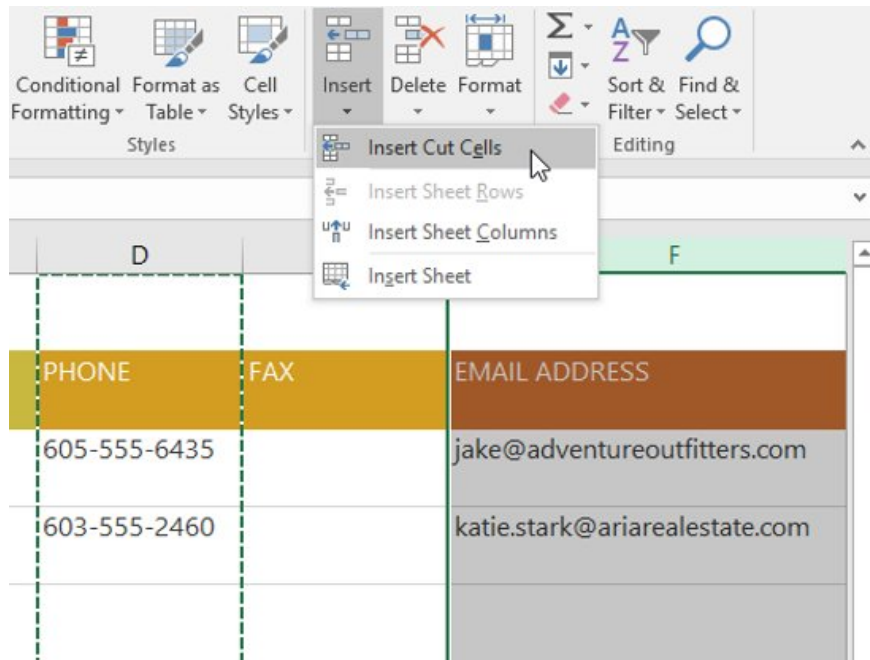 Conditional Formatting
Format as Table
Cell Styles
Insert
Delete
Format
Σ
A
Z
Sort & Filter
Find & Select
Styles
Editing
Insert Cut Cells
Insert Sheet Rows
Insert Sheet Columns
Insert Sheet
D
F
PHONE FAX EMAIL ADDRESS
605-555-6435 jake@adventureoutfitters.com
603-555-2460 katie.stark@ariarealestate.com